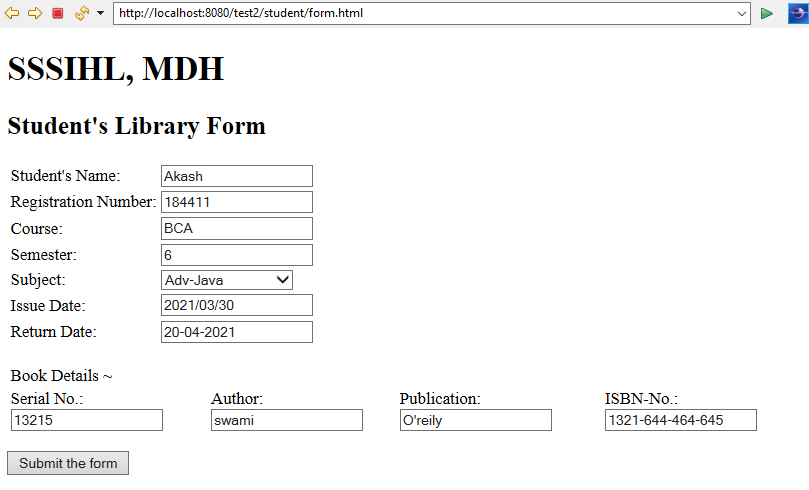 http://localhost:8080/test2/student/form.html
SSSIHL, MDH
Student's Library Form
Student's Name: Akash
Registration Number: 184411
Course: BCA
Semester: 6
Subject: Adv-Java
Issue Date: 2021/03/30
Return Date: 20-04-2021
Book Details ~
Serial No.: Author: Publication: ISBN-No.:
13215 swami O'reily 1321-644-464-645
Submit the form